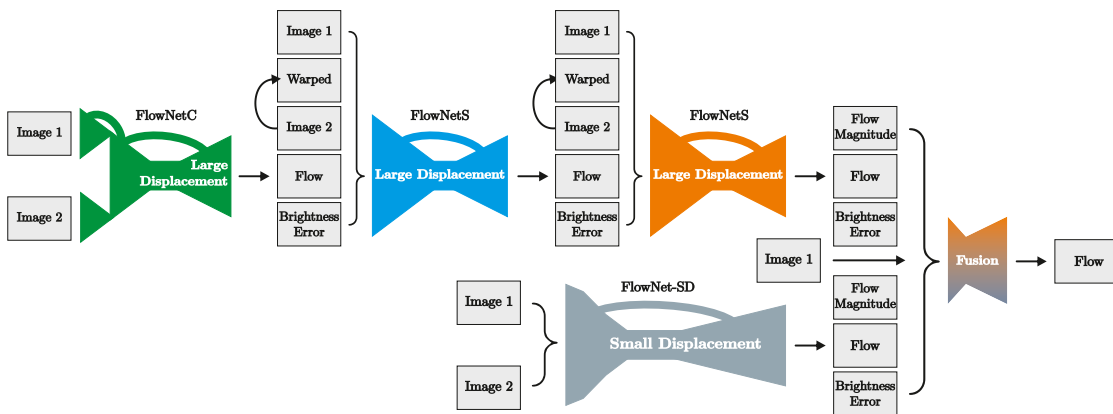 Image 1
Image 2
FlowNetC
Large
Displacement
Image 1
Warped
Image 2
Flow
Brightness
Error
FlowNetS
Large Displacement
Image 1
Warped
Image 2
Flow
Brightness
Error
FlowNetS
Large Displacement
Flow
Magnitude
Flow
Brightness
Error
Image 1
Image 1
Image 2
FlowNet-SD
Small Displacement
Flow
Magnitude
Flow
Brightness
Error
Fusion
Flow